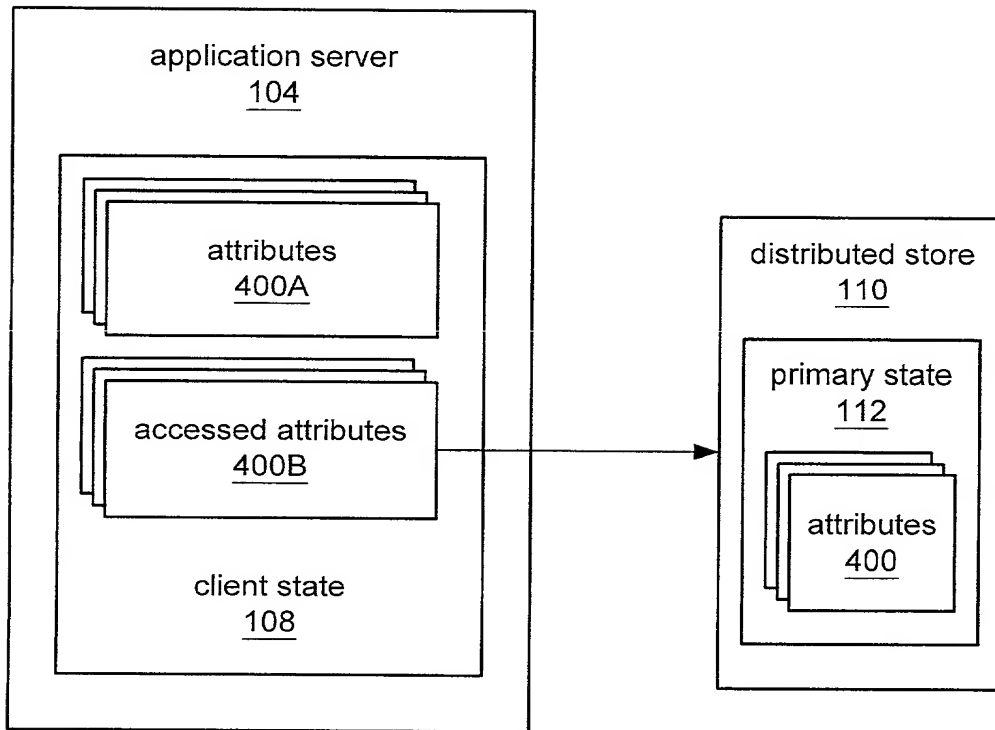 application server
104
attributes
400A
accessed attributes
400B
client state
108
distributed store
110
primary state
112
attributes
400